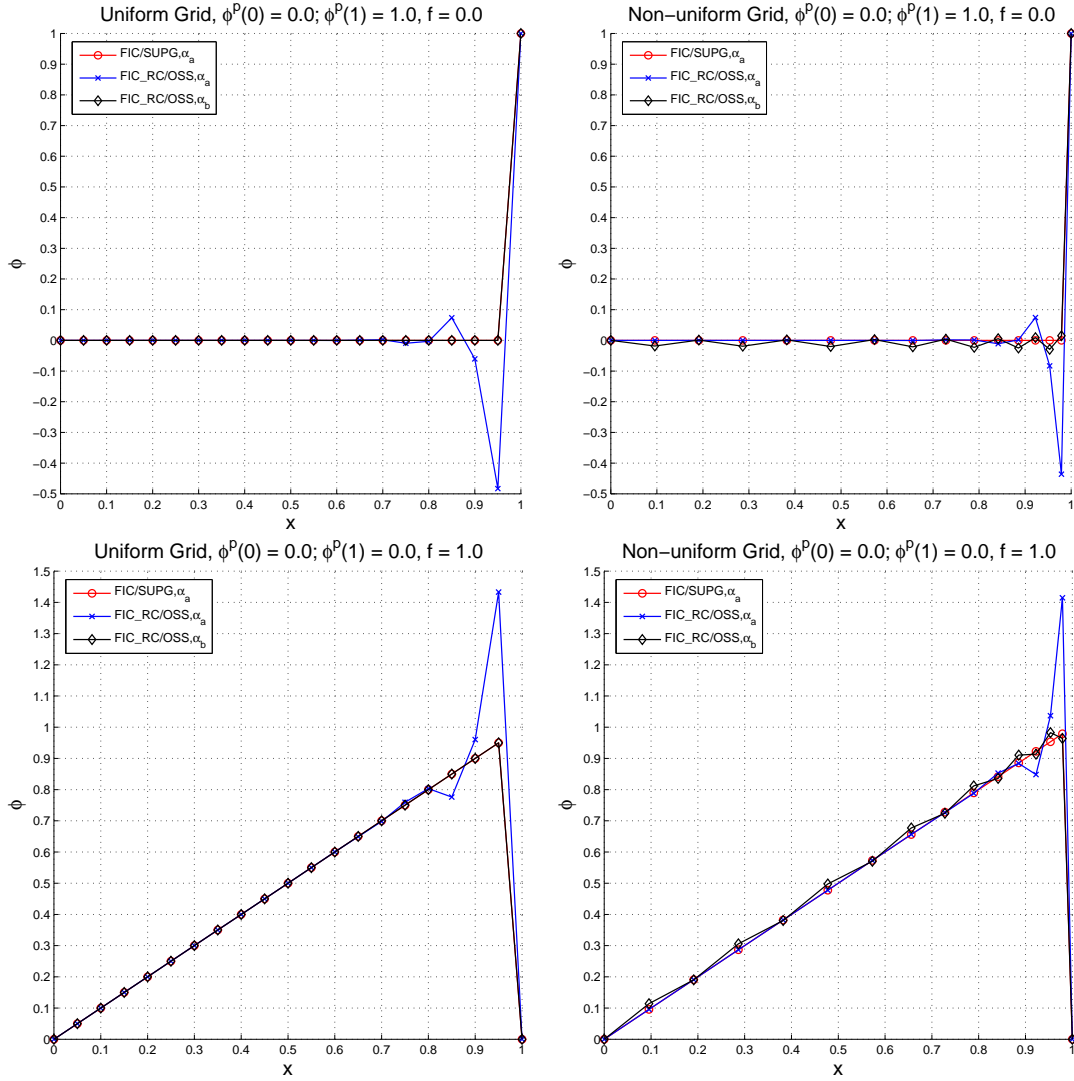 Uniform Grid, ϕᵖ(0) = 0.0; ϕᵖ(1) = 1.0, f = 0.0
FIC/SUPG,α_a
FIC_RC/OSS,α_a
FIC_RC/OSS,α_b
1
0.9
0.8
0.7
0.6
0.5
0.4
0.3
0.2
0.1
0
−0.1
−0.2
−0.3
−0.4
−0.5
ϕ
0 0.1 0.2 0.3 0.4 0.5 0.6 0.7 0.8 0.9 1
x
Non−uniform Grid, ϕᵖ(0) = 0.0; ϕᵖ(1) = 1.0, f = 0.0
FIC/SUPG,α_a
FIC_RC/OSS,α_a
FIC_RC/OSS,α_b
1
0.9
0.8
0.7
0.6
0.5
0.4
0.3
0.2
0.1
0
−0.1
−0.2
−0.3
−0.4
−0.5
ϕ
0 0.1 0.2 0.3 0.4 0.5 0.6 0.7 0.8 0.9 1
x
Uniform Grid, ϕᵖ(0) = 0.0; ϕᵖ(1) = 0.0, f = 1.0
FIC/SUPG,α_a
FIC_RC/OSS,α_a
FIC_RC/OSS,α_b
1.5
1.4
1.3
1.2
1.1
1
0.9
0.8
0.7
0.6
0.5
0.4
0.3
0.2
0.1
0
ϕ
0 0.1 0.2 0.3 0.4 0.5 0.6 0.7 0.8 0.9 1
x
Non−uniform Grid, ϕᵖ(0) = 0.0; ϕᵖ(1) = 0.0, f = 1.0
FIC/SUPG,α_a
FIC_RC/OSS,α_a
FIC_RC/OSS,α_b
1.5
1.4
1.3
1.2
1.1
1
0.9
0.8
0.7
0.6
0.5
0.4
0.3
0.2
0.1
0
ϕ
0 0.1 0.2 0.3 0.4 0.5 0.6 0.7 0.8 0.9 1
x